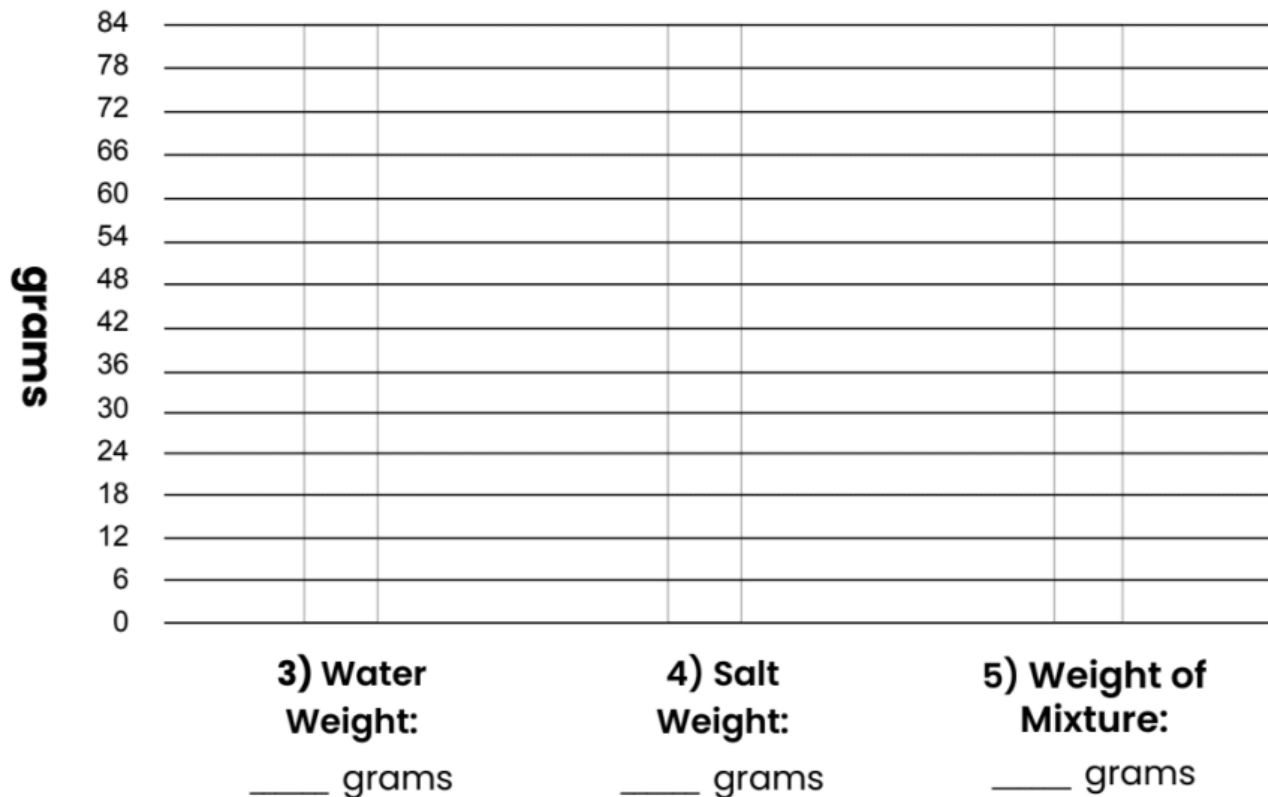 84
78
72
66
60
54
48
42
36
30
24
18
12
6
0
grams
3) Water
Weight:
_____ grams
4) Salt
Weight:
_____ grams
5) Weight of
Mixture:
_____ grams